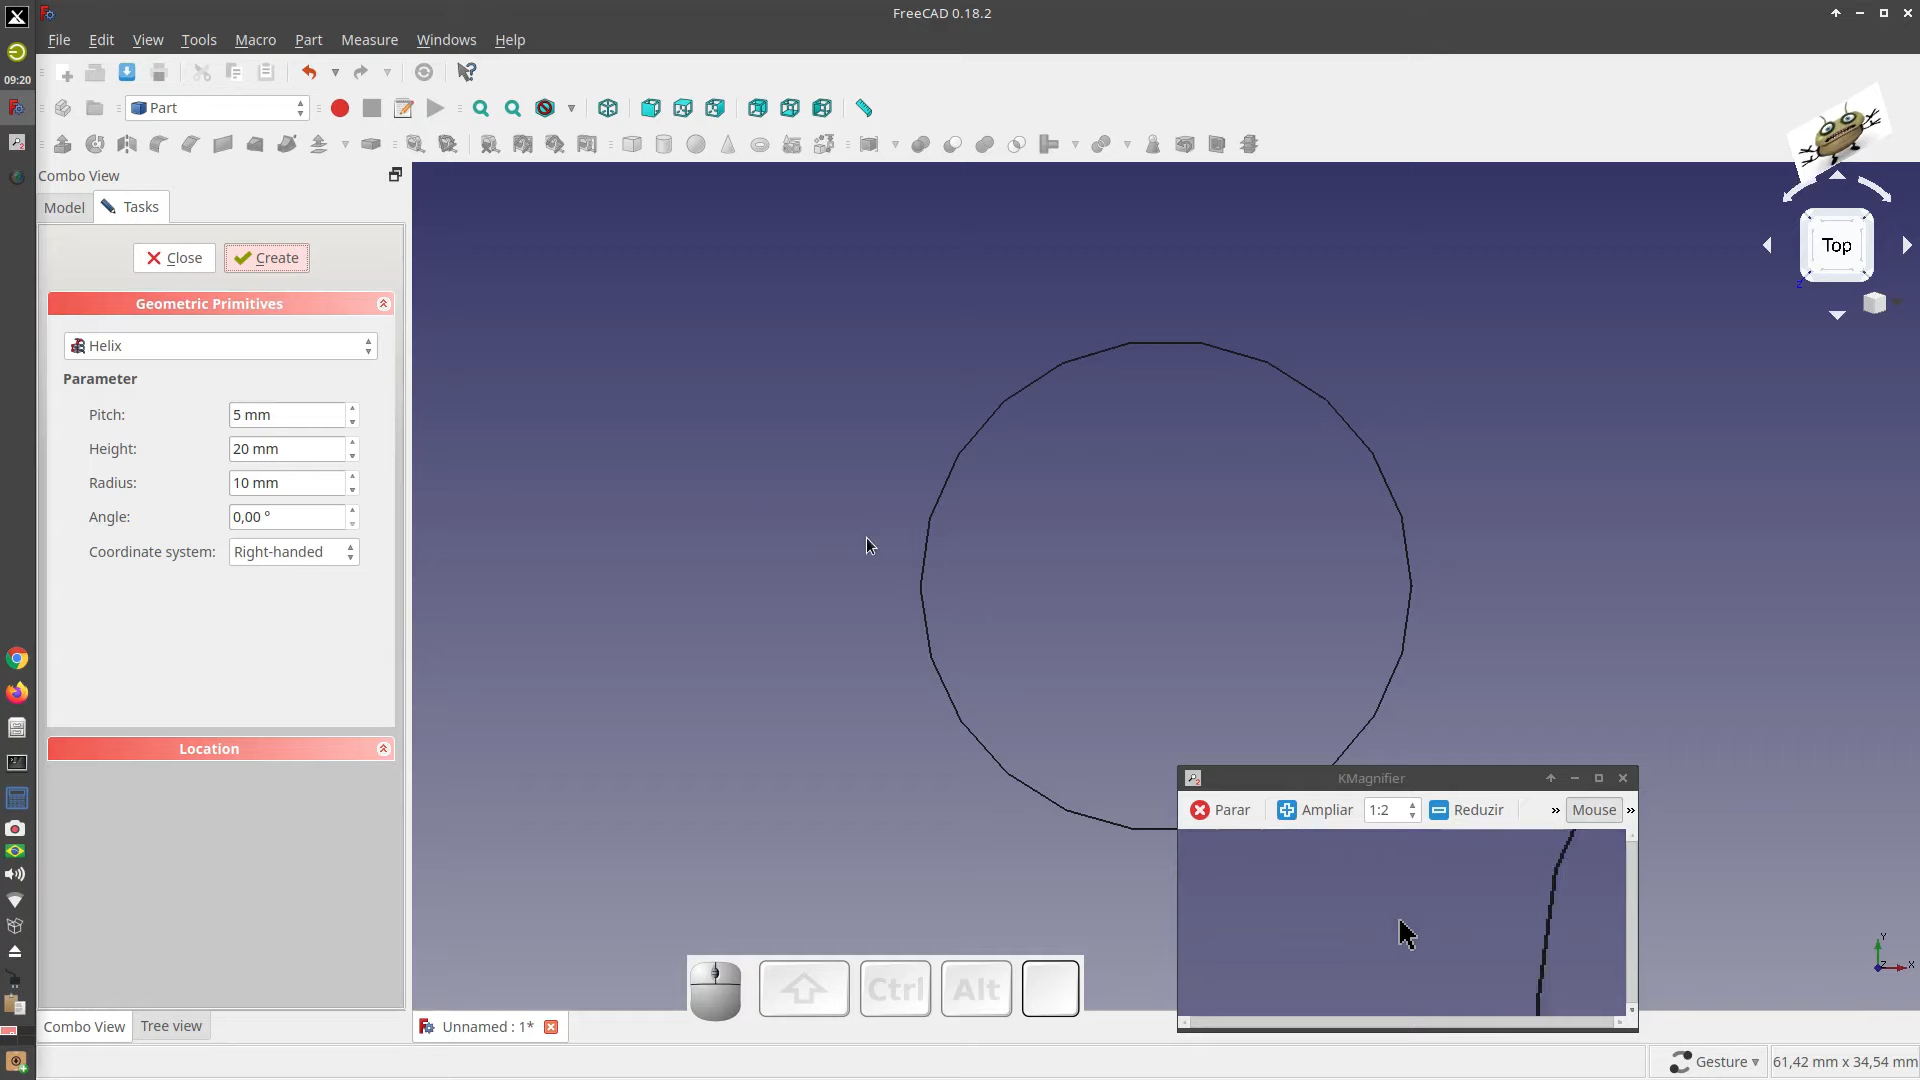 FreeCAD 0.18.2
File Edit View Tools Macro Part Measure Windows Help
09:20
Part
Combo View
Model Tasks
Close Create
Geometric Primitives
Helix
Parameter
Pitch: 5 mm
Height: 20 mm
Radius: 10 mm
Angle: 0,00 °
Coordinate system: Right-handed
Location
Top
Z
KMagnifier
Parar Ampliar 1:2 Reduzir » Mouse »
Y
Z X
Ctrl Alt
Combo View Tree view
Unnamed : 1*
Gesture 61,42 mm x 34,54 mm